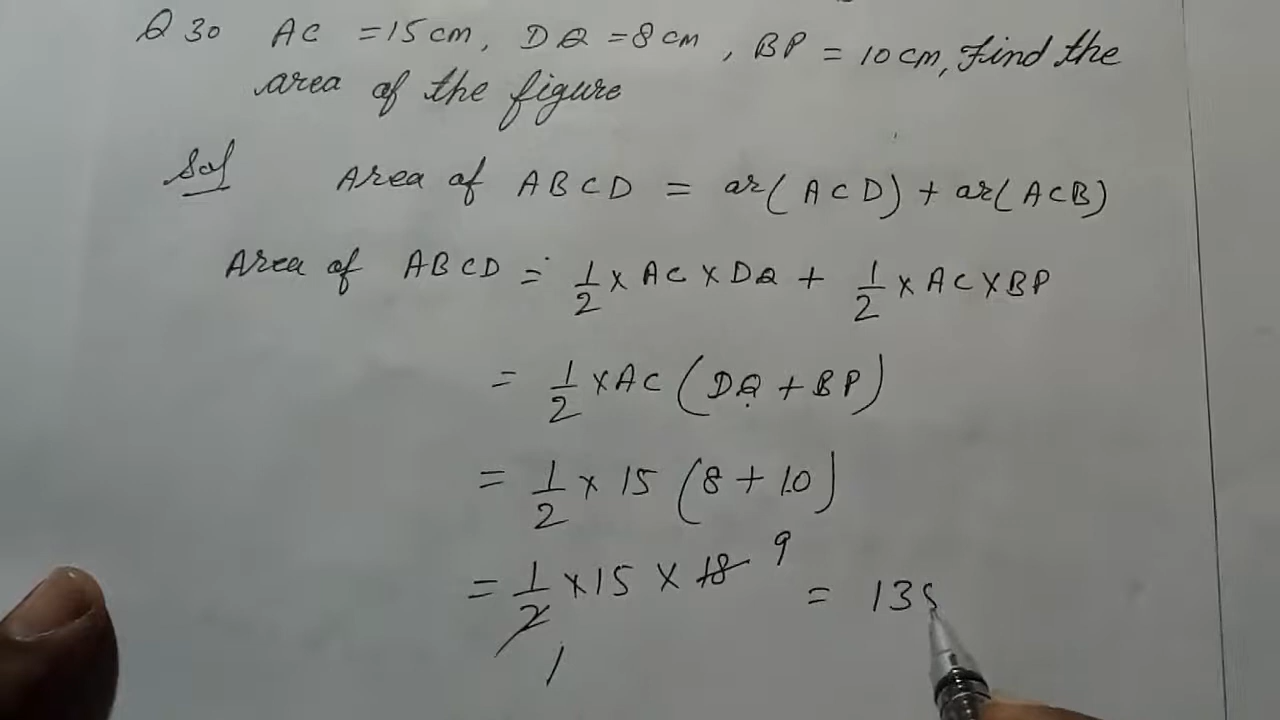 Q 30 AC = 15 cm, DQ = 8 cm, BP = 10 cm, Find the
area of the figure
Sol Area of ABCD = ar(ACD) + ar(ACB)
Area of ABCD = 1/2 × AC × DQ + 1/2 × AC × BP
= 1/2 × AC (DQ + BP)
= 1/2 × 15 (8 + 10)
= 1/2 × 15 × 18 9 = 135
1